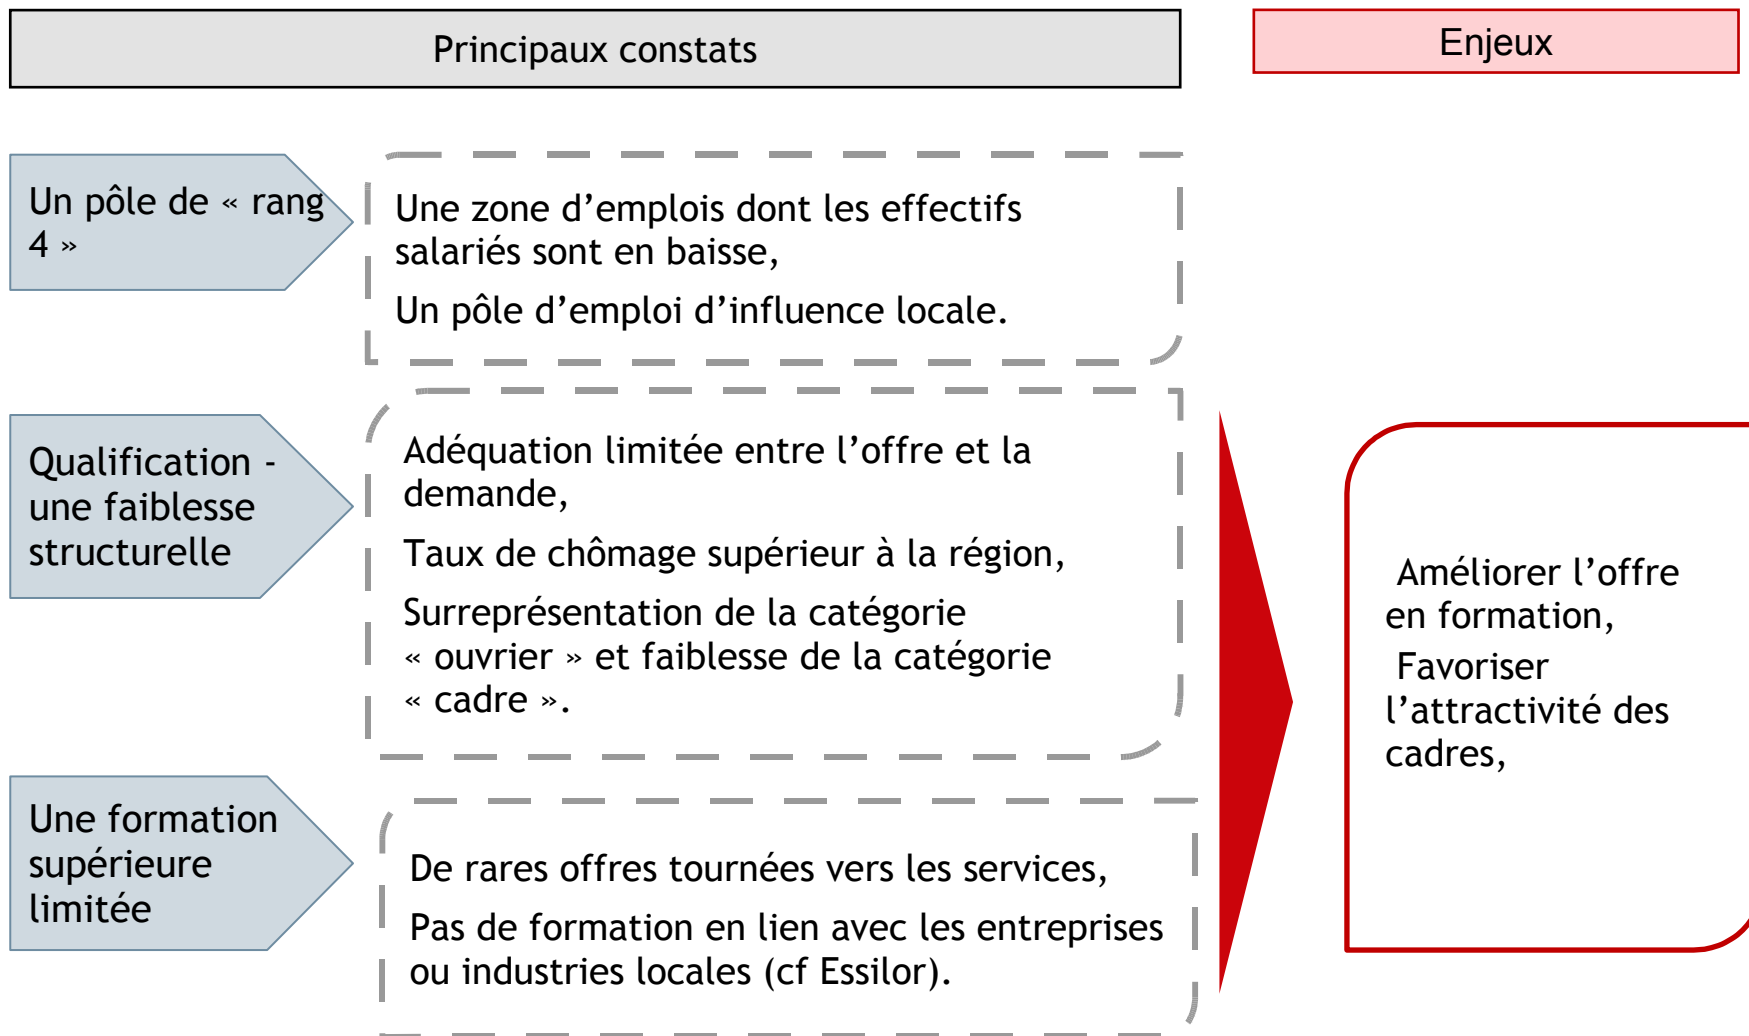 Principaux constats
Enjeux
Un pôle de « rang
4 »
Une zone d’emplois dont les effectifs
salariés sont en baisse,
Un pôle d’emploi d’influence locale.
Qualification -
une faiblesse
structurelle
Adéquation limitée entre l’offre et la
demande,
Taux de chômage supérieur à la région,
Surreprésentation de la catégorie
« ouvrier » et faiblesse de la catégorie
« cadre ».
Une formation
supérieure
limitée
De rares offres tournées vers les services,
Pas de formation en lien avec les entreprises
ou industries locales (cf Essilor).
Améliorer l’offre
en formation,
Favoriser
l’attractivité des
cadres,